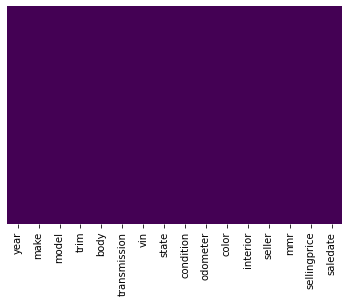 year
make
model
trim
body
transmission
vin
state
condition
odometer
color
interior
seller
mmr
sellingprice
saledate